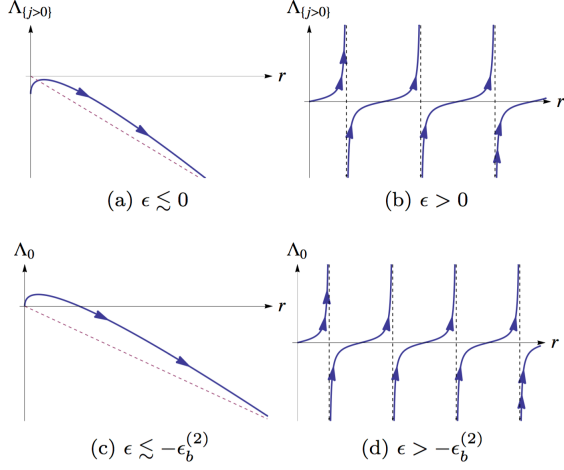 Λ{j>0}
r
Λ{j>0}
r
(a) ϵ ≲ 0
(b) ϵ > 0
Λ0
r
Λ0
r
(c) ϵ ≲ −ϵb(2)
(d) ϵ > −ϵb(2)